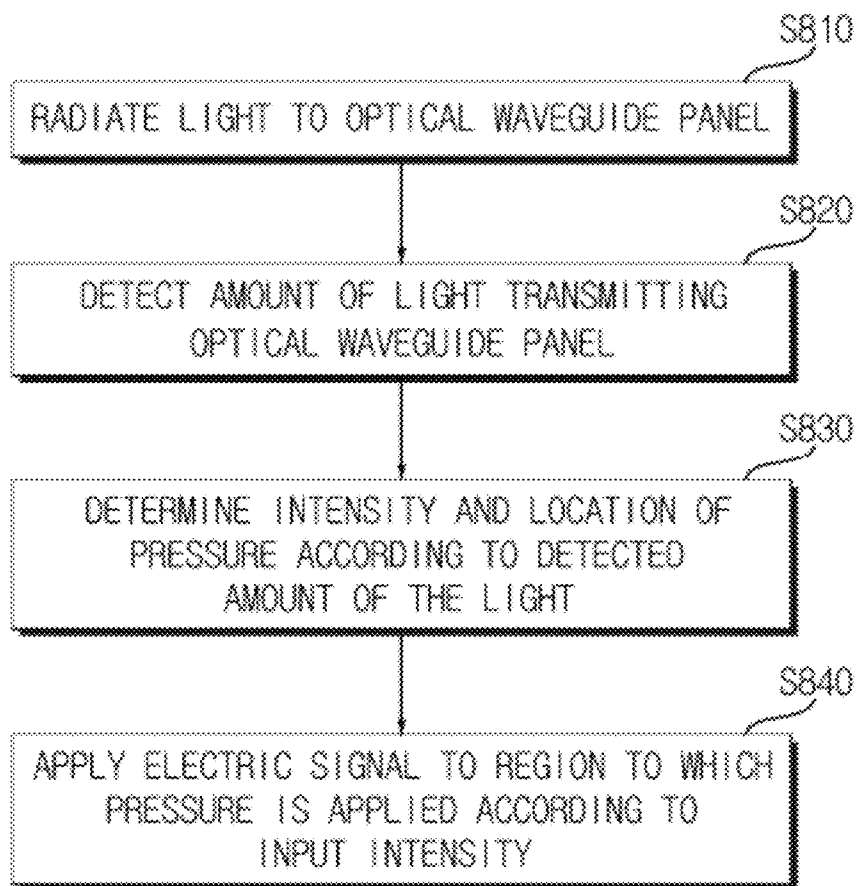 S810
RADIATE LIGHT TO OPTICAL WAVEGUIDE PANEL
S820
DETECT AMOUNT OF LIGHT TRANSMITTING
OPTICAL WAVEGUIDE PANEL
S830
DETERMINE INTENSITY AND LOCATION OF
PRESSURE ACCORDING TO DETECTED
AMOUNT OF THE LIGHT
S840
APPLY ELECTRIC SIGNAL TO REGION TO WHICH
PRESSURE IS APPLIED ACCORDING TO
INPUT INTENSITY